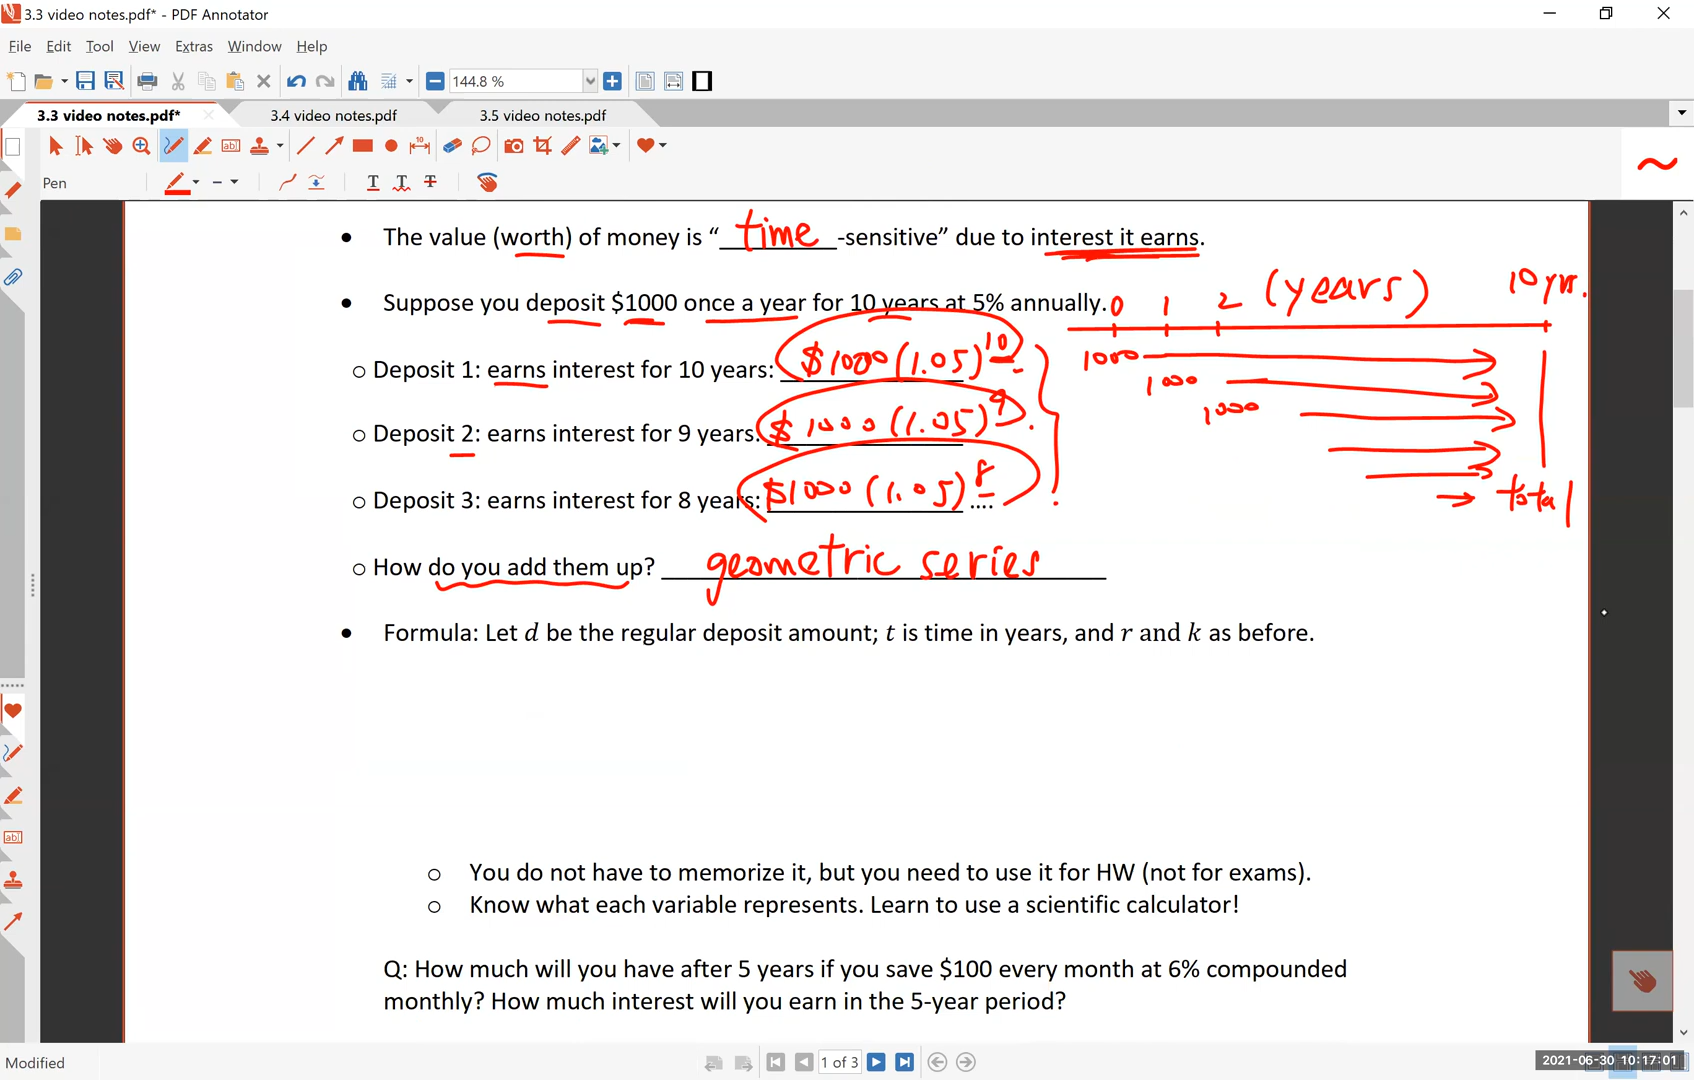 3.3 video notes.pdf* - PDF Annotator
File Edit Tool View Extras Window Help
144.8 %
3.3 video notes.pdf* 3.4 video notes.pdf 3.5 video notes.pdf
Pen
• The value (worth) of money is “ time -sensitive” due to interest it earns.
0 1 2 (years) 10 yrs.
• Suppose you deposit $1000 once a year for 10 years at 5% annually.
o Deposit 1: earns interest for 10 years: $1000 (1.05)^10
1000
1000
1000
o Deposit 2: earns interest for 9 years: $1000 (1.05)^9
o Deposit 3: earns interest for 8 years: $1000 (1.05)^8 ....
→ total
o How do you add them up? geometric series
• Formula: Let d be the regular deposit amount; t is time in years, and r and k as before.
o You do not have to memorize it, but you need to use it for HW (not for exams).
o Know what each variable represents. Learn to use a scientific calculator!
Q: How much will you have after 5 years if you save $100 every month at 6% compounded
monthly? How much interest will you earn in the 5-year period?
Modified 1 of 3 2021-06-30 10:17:01